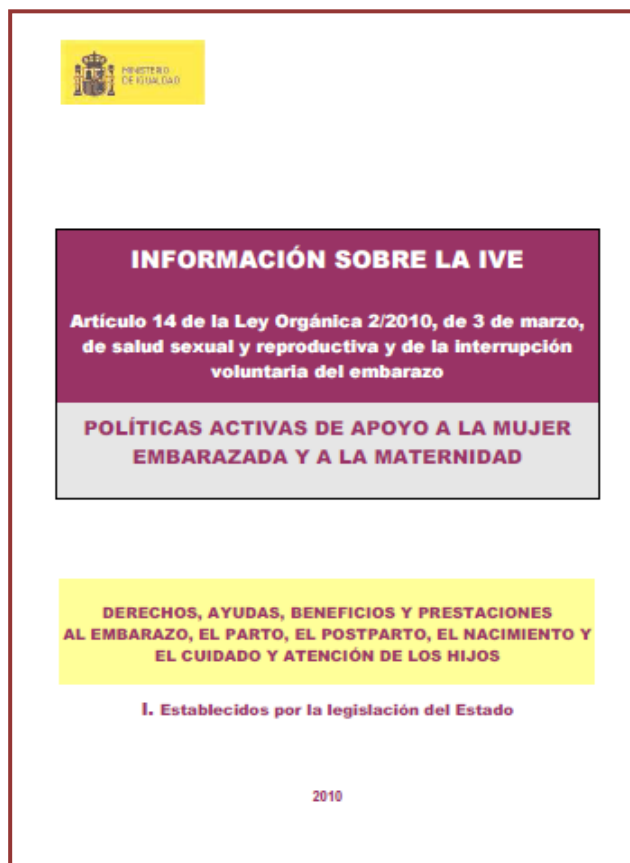 MINISTERIO
DE IGUALDAD
INFORMACIÓN SOBRE LA IVE
Artículo 14 de la Ley Orgánica 2/2010, de 3 de marzo,
de salud sexual y reproductiva y de la interrupción
voluntaria del embarazo
POLÍTICAS ACTIVAS DE APOYO A LA MUJER
EMBARAZADA Y A LA MATERNIDAD
DERECHOS, AYUDAS, BENEFICIOS Y PRESTACIONES
AL EMBARAZO, EL PARTO, EL POSTPARTO, EL NACIMIENTO Y
EL CUIDADO Y ATENCIÓN DE LOS HIJOS
I. Establecidos por la legislación del Estado
2010